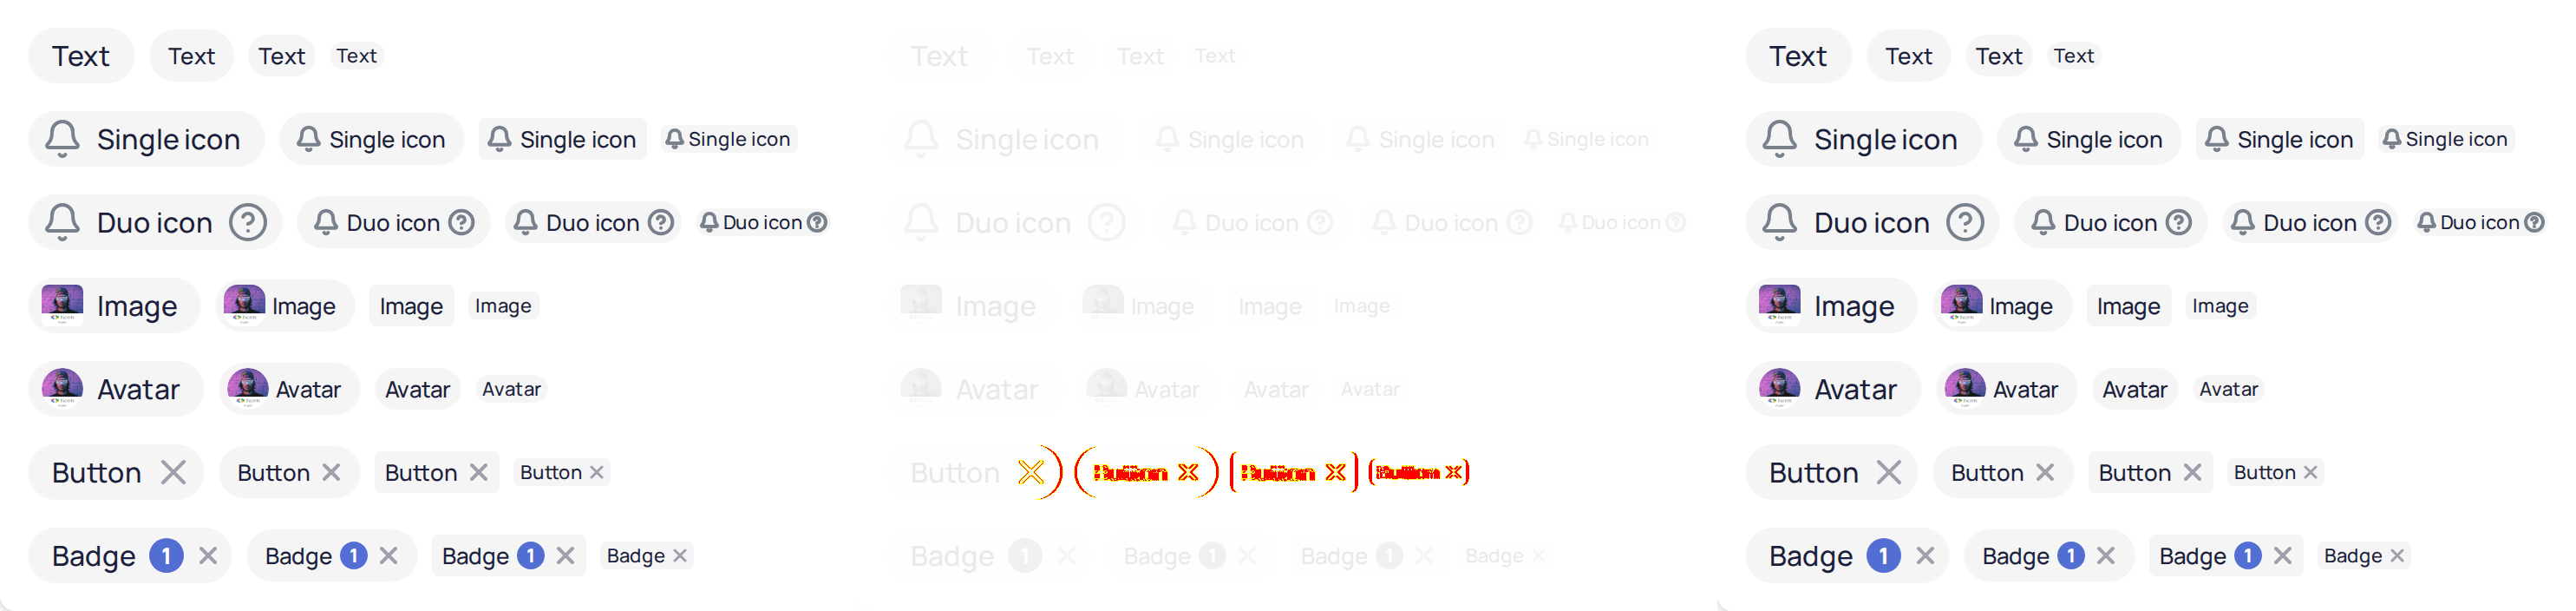 Text Text Text Text Text Text Text Text Text Text Text Text
Single icon Single icon Single icon Single icon Single icon Single icon Single icon Single icon Single icon Single icon Single icon Single icon
Duo icon Duo icon Duo icon Duo icon Duo icon Duo icon Duo icon Duo icon Duo icon Duo icon Duo icon Duo icon
Image Image Image Image Image Image Image Image Image Image Image Image
Avatar Avatar Avatar Avatar Avatar Avatar Avatar Avatar Avatar Avatar Avatar Avatar
Button Button Button Button Button Button Button Button Button Button Button Button
Badge 1 Badge 1 Badge 1 Badge Badge 1 Badge 1 Badge 1 Badge Badge 1 Badge 1 Badge 1 Badge